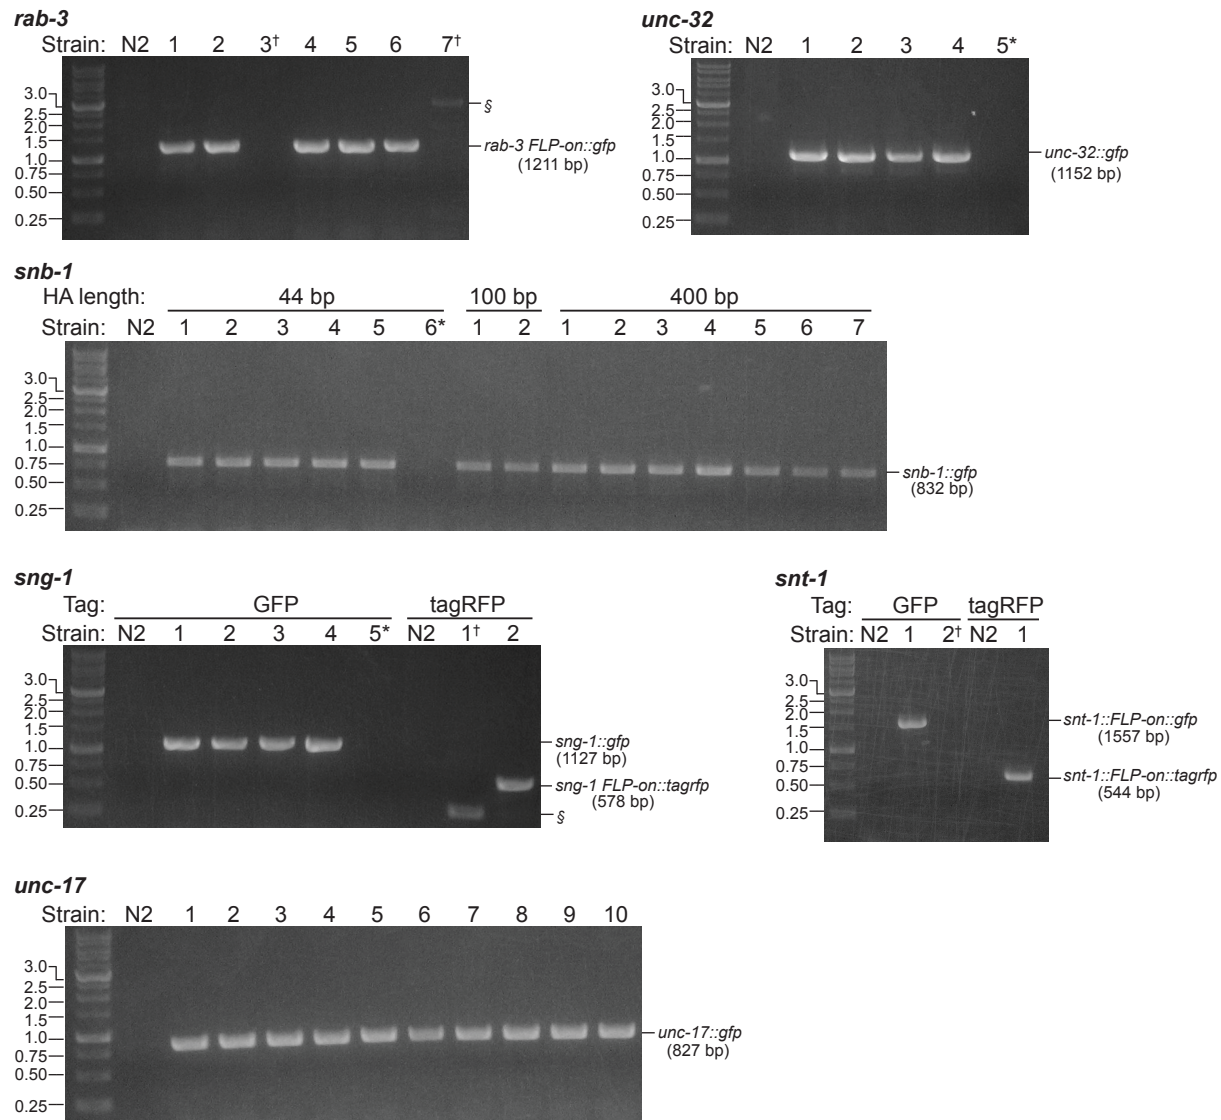 rab-3
Strain: N2 1 2 3† 4 5 6 7†
3.0
2.5
2.0
1.5
1.0
0.75
0.50
0.25
§
rab-3 FLP-on::gfp
(1211 bp)
unc-32
Strain: N2 1 2 3 4 5*
3.0
2.5
2.0
1.5
1.0
0.75
0.50
0.25
unc-32::gfp
(1152 bp)
snb-1
HA length: 44 bp 100 bp 400 bp
Strain: N2 1 2 3 4 5 6* 1 2 1 2 3 4 5 6 7
3.0
2.5
2.0
1.5
1.0
0.75
0.50
0.25
snb-1::gfp
(832 bp)
sng-1
Tag: GFP tagRFP
Strain: N2 1 2 3 4 5* N2 1† 2
3.0
2.5
2.0
1.5
1.0
0.75
0.50
0.25
sng-1::gfp
(1127 bp)
sng-1 FLP-on::tagrfp
(578 bp)
§
snt-1
Tag: GFP tagRFP
Strain: N2 1 2† N2 1
3.0
2.5
2.0
1.5
1.0
0.75
0.50
0.25
snt-1::FLP-on::gfp
(1557 bp)
snt-1::FLP-on::tagrfp
(544 bp)
unc-17
Strain: N2 1 2 3 4 5 6 7 8 9 10
3.0
2.5
2.0
1.5
1.0
0.75
0.50
0.25
unc-17::gfp
(827 bp)